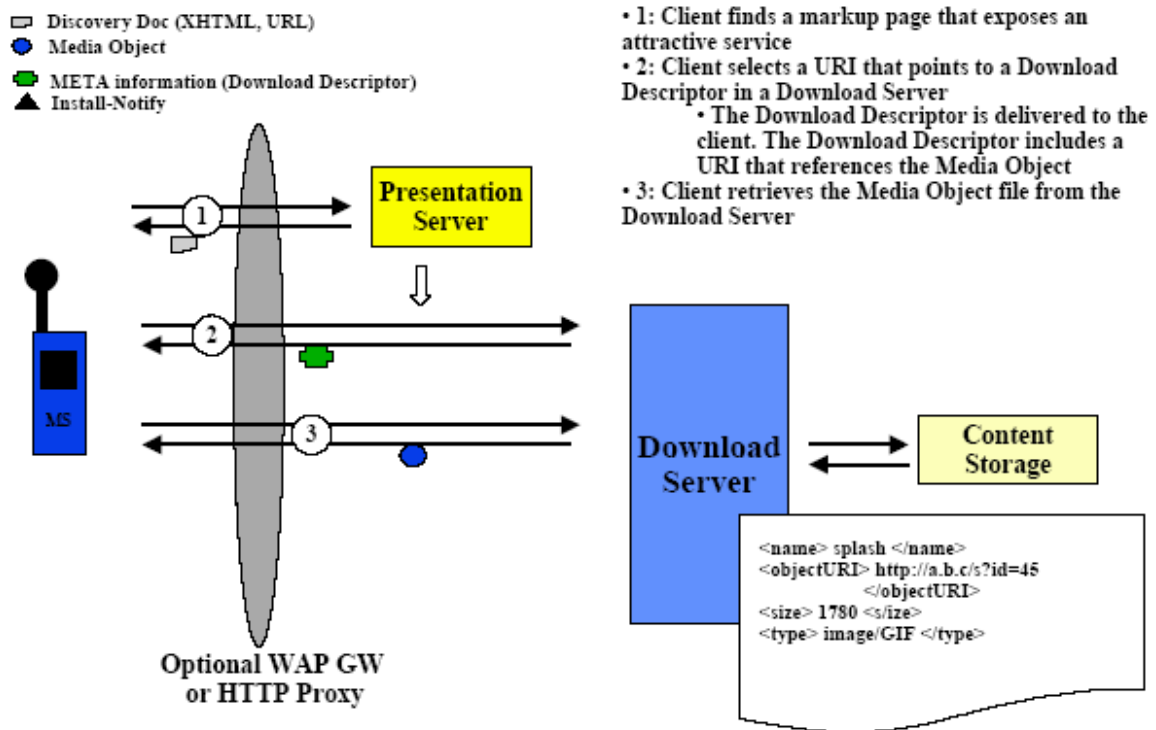 Discovery Doc (XHTML, URL)
Media Object
META information (Download Descriptor)
Install-Notify
• 1: Client finds a markup page that exposes an
attractive service
• 2: Client selects a URI that points to a Download
Descriptor in a Download Server
• The Download Descriptor is delivered to the
client. The Download Descriptor includes a
URI that references the Media Object
• 3: Client retrieves the Media Object file from the
Download Server
1
Presentation
Server
2
MS
3
Download
Server
Content
Storage
<name> splash </name>
<objectURI> http://a.b.c/s?id=45
</objectURI>
<size> 1780 <s/ize>
<type> image/GIF </type>
Optional WAP GW
or HTTP Proxy